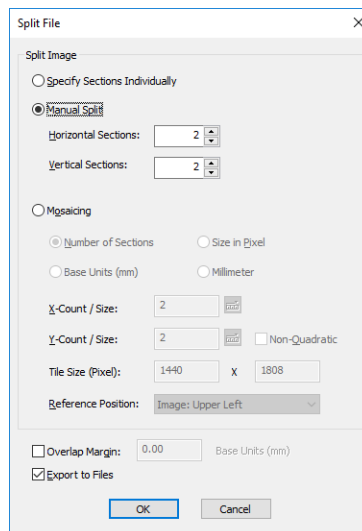 Split File
Split Image
Specify Sections Individually
Manual Split
Horizontal Sections: 2
Vertical Sections: 2
Mosaicing
Number of Sections Size in Pixel
Base Units (mm) Millimeter
X-Count / Size: 2
Y-Count / Size: 2 Non-Quadratic
Tile Size (Pixel): 1440 X 1808
Reference Position: Image: Upper Left
Overlap Margin: 0.00 Base Units (mm)
Export to Files
OK Cancel